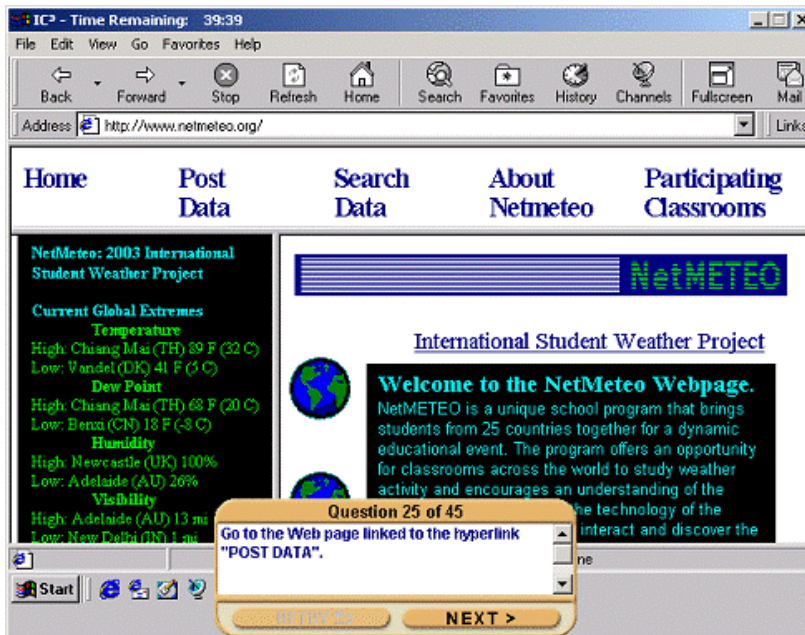 IC³ - Time Remaining: 39:39
File Edit View Go Favorites Help
Back Forward Stop Refresh Home Search Favorites History Channels Fullscreen Mail
Address http://www.netmeteo.org/ Links
Home Post Data Search Data About Netmeteo Participating Classrooms
NetMeteo: 2003 International
Student Weather Project
Current Global Extremes
Temperature
High: Chiang Mai (TH) 89 F (32 C)
Low: Vandel (DK) 41 F (5 C)
Dew Point
High: Chiang Mai (TH) 68 F (20 C)
Low: Benxi (CN) 18 F (-8 C)
Humidity
High: Newcastle (UK) 100%
Low: Adelaide (AU) 26%
Visibility
High: Adelaide (AU) 13 mi
Low: New Delhi (IN) 1 mi
NetMETEO
International Student Weather Project
Welcome to the NetMeteo Webpage.
NetMETEO is a unique school program that brings
students from 25 countries together for a dynamic
educational event. The program offers an opportunity
for classrooms across the world to study weather
activity and encourages an understanding of the
he technology of the
interact and discover the
Question 25 of 45
Go to the Web page linked to the hyperlink
"POST DATA".
NEXT >
ne
Start